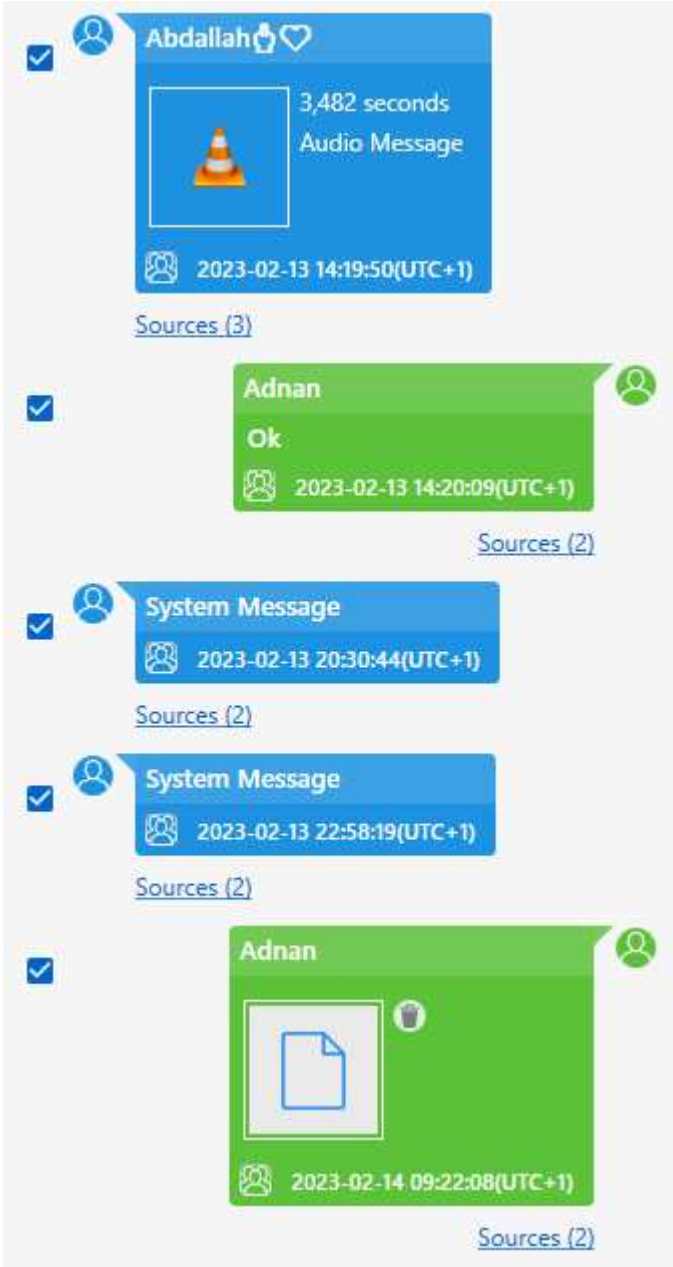 Abdallah💍🤍
3,482 seconds
Audio Message
2023-02-13 14:19:50(UTC+1)
Sources (3)
Adnan
Ok
2023-02-13 14:20:09(UTC+1)
Sources (2)
System Message
2023-02-13 20:30:44(UTC+1)
Sources (2)
System Message
2023-02-13 22:58:19(UTC+1)
Sources (2)
Adnan
2023-02-14 09:22:08(UTC+1)
Sources (2)